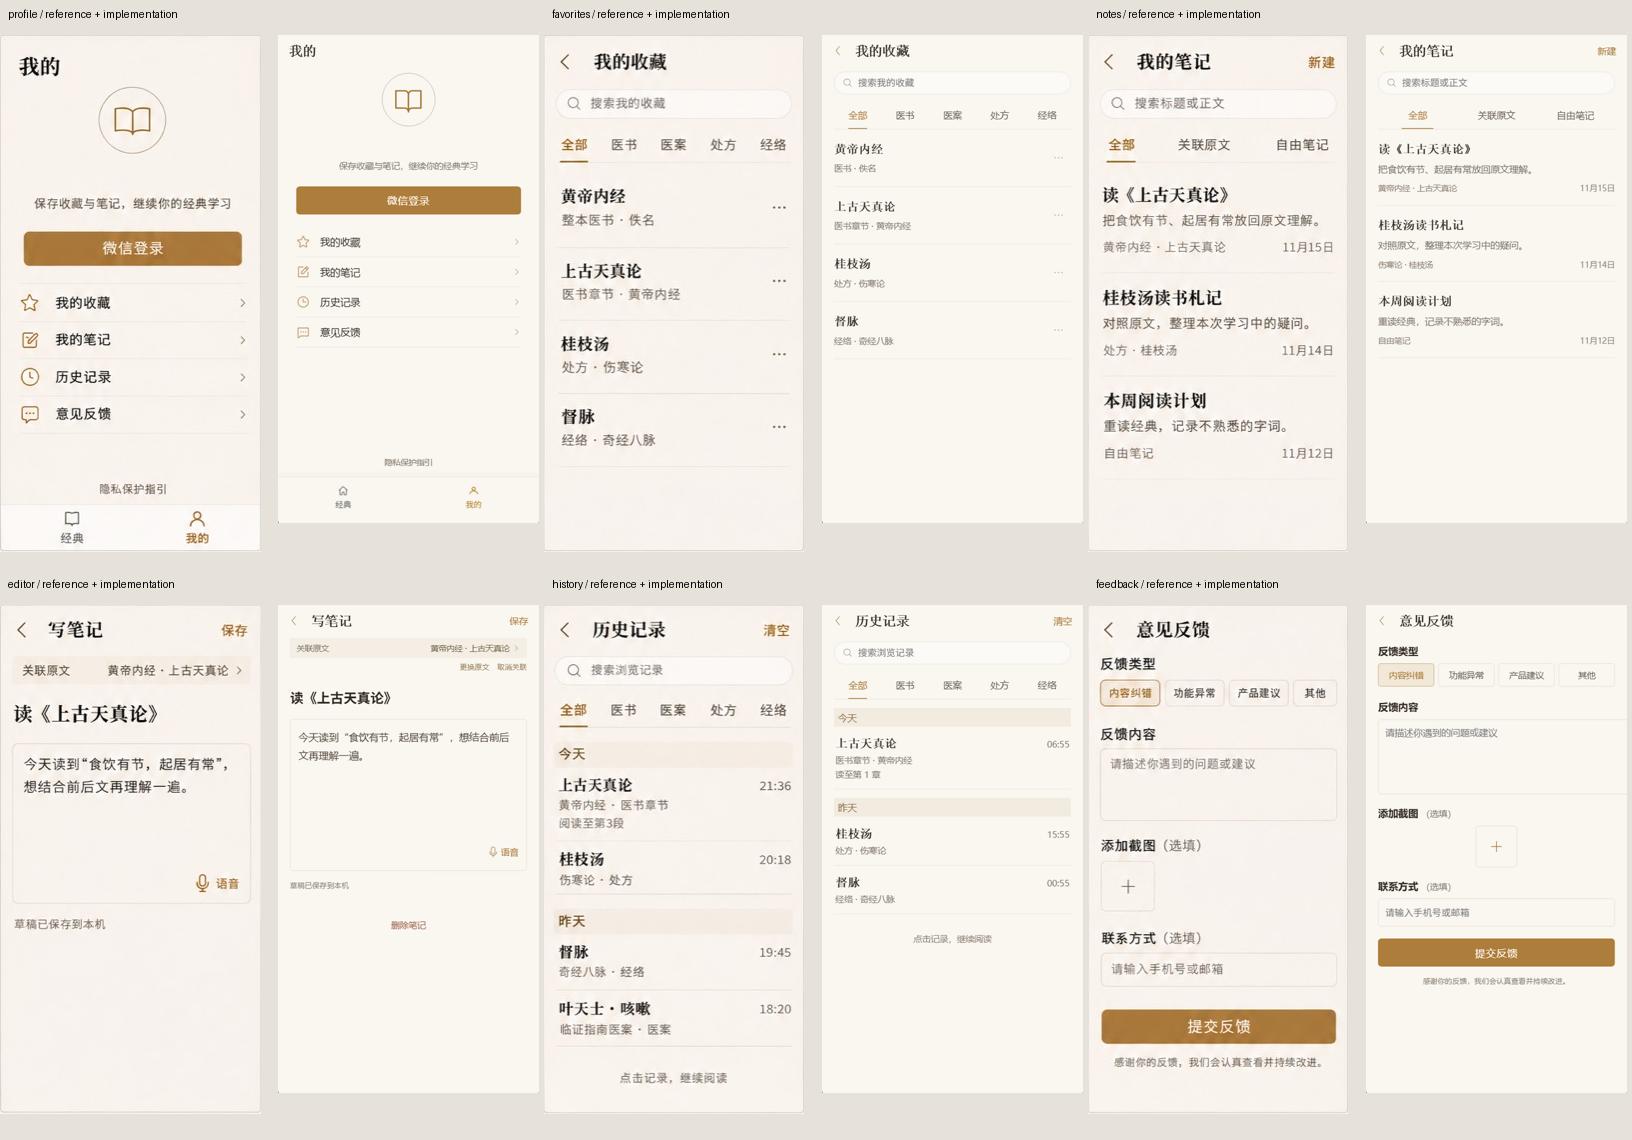 profile / reference + implementation
我的
保存收藏与笔记，继续你的经典学习
微信登录
我的收藏
我的笔记
历史记录
意见反馈
隐私保护指引
经典
我的
我的
保存收藏与笔记，继续你的经典学习
微信登录
我的收藏
我的笔记
历史记录
意见反馈
隐私保护指引
经典
我的
favorites / reference + implementation
我的收藏
搜索我的收藏
全部 医书 医案 处方 经络
黄帝内经
整本医书 · 佚名
上古天真论
医书章节 · 黄帝内经
桂枝汤
处方 · 伤寒论
督脉
经络 · 奇经八脉
我的收藏
搜索我的收藏
全部 医书 医案 处方 经络
黄帝内经
医书 · 佚名
上古天真论
医书章节 · 黄帝内经
桂枝汤
处方 · 伤寒论
督脉
经络 · 奇经八脉
notes / reference + implementation
我的笔记 新建
搜索标题或正文
全部 关联原文 自由笔记
读《上古天真论》
把食饮有节、起居有常放回原文理解。
黄帝内经 · 上古天真论 11月15日
桂枝汤读书札记
对照原文，整理本次学习中的疑问。
处方 · 桂枝汤 11月14日
本周阅读计划
重读经典，记录不熟悉的字词。
自由笔记 11月12日
我的笔记 新建
搜索标题或正文
全部 关联原文 自由笔记
读《上古天真论》
把食饮有节、起居有常放回原文理解。
黄帝内经 · 上古天真论 11月15日
桂枝汤读书札记
对照原文，整理本次学习中的疑问。
伤寒论 · 桂枝汤 11月14日
本周阅读计划
重读经典，记录不熟悉的字词。
自由笔记 11月12日
editor / reference + implementation
写笔记 保存
关联原文 黄帝内经 · 上古天真论
读《上古天真论》
今天读到“食饮有节，起居有常”，
想结合前后文再理解一遍。
语音
草稿已保存到本机
写笔记 保存
关联原文 黄帝内经 · 上古天真论
更换原文 取消关联
读《上古天真论》
今天读到“食饮有节，起居有常”，想结合前后
文再理解一遍。
语音
草稿已保存到本机
删除笔记
history / reference + implementation
历史记录 清空
搜索浏览记录
全部 医书 医案 处方 经络
今天
上古天真论 21:36
黄帝内经 · 医书章节
阅读至第3段
桂枝汤 20:18
伤寒论 · 处方
昨天
督脉 19:45
奇经八脉 · 经络
叶天士 · 咳嗽 18:20
临证指南医案 · 医案
点击记录，继续阅读
历史记录 清空
搜索浏览记录
全部 医书 医案 处方 经络
今天
上古天真论 06:55
医书章节 · 黄帝内经
读至第 1 章
昨天
桂枝汤 15:55
处方 · 伤寒论
督脉 00:55
经络 · 奇经八脉
点击记录，继续阅读
feedback / reference + implementation
意见反馈
反馈类型
内容纠错 功能异常 产品建议 其他
反馈内容
请描述你遇到的问题或建议
添加截图（选填）
联系方式（选填）
请输入手机号或邮箱
提交反馈
感谢你的反馈，我们会认真查看并持续改进。
意见反馈
反馈类型
内容纠错 功能异常 产品建议 其他
反馈内容
请描述你遇到的问题或建议
添加截图 (选填)
联系方式 (选填)
请输入手机号或邮箱
提交反馈
感谢你的反馈，我们会认真查看并持续改进。